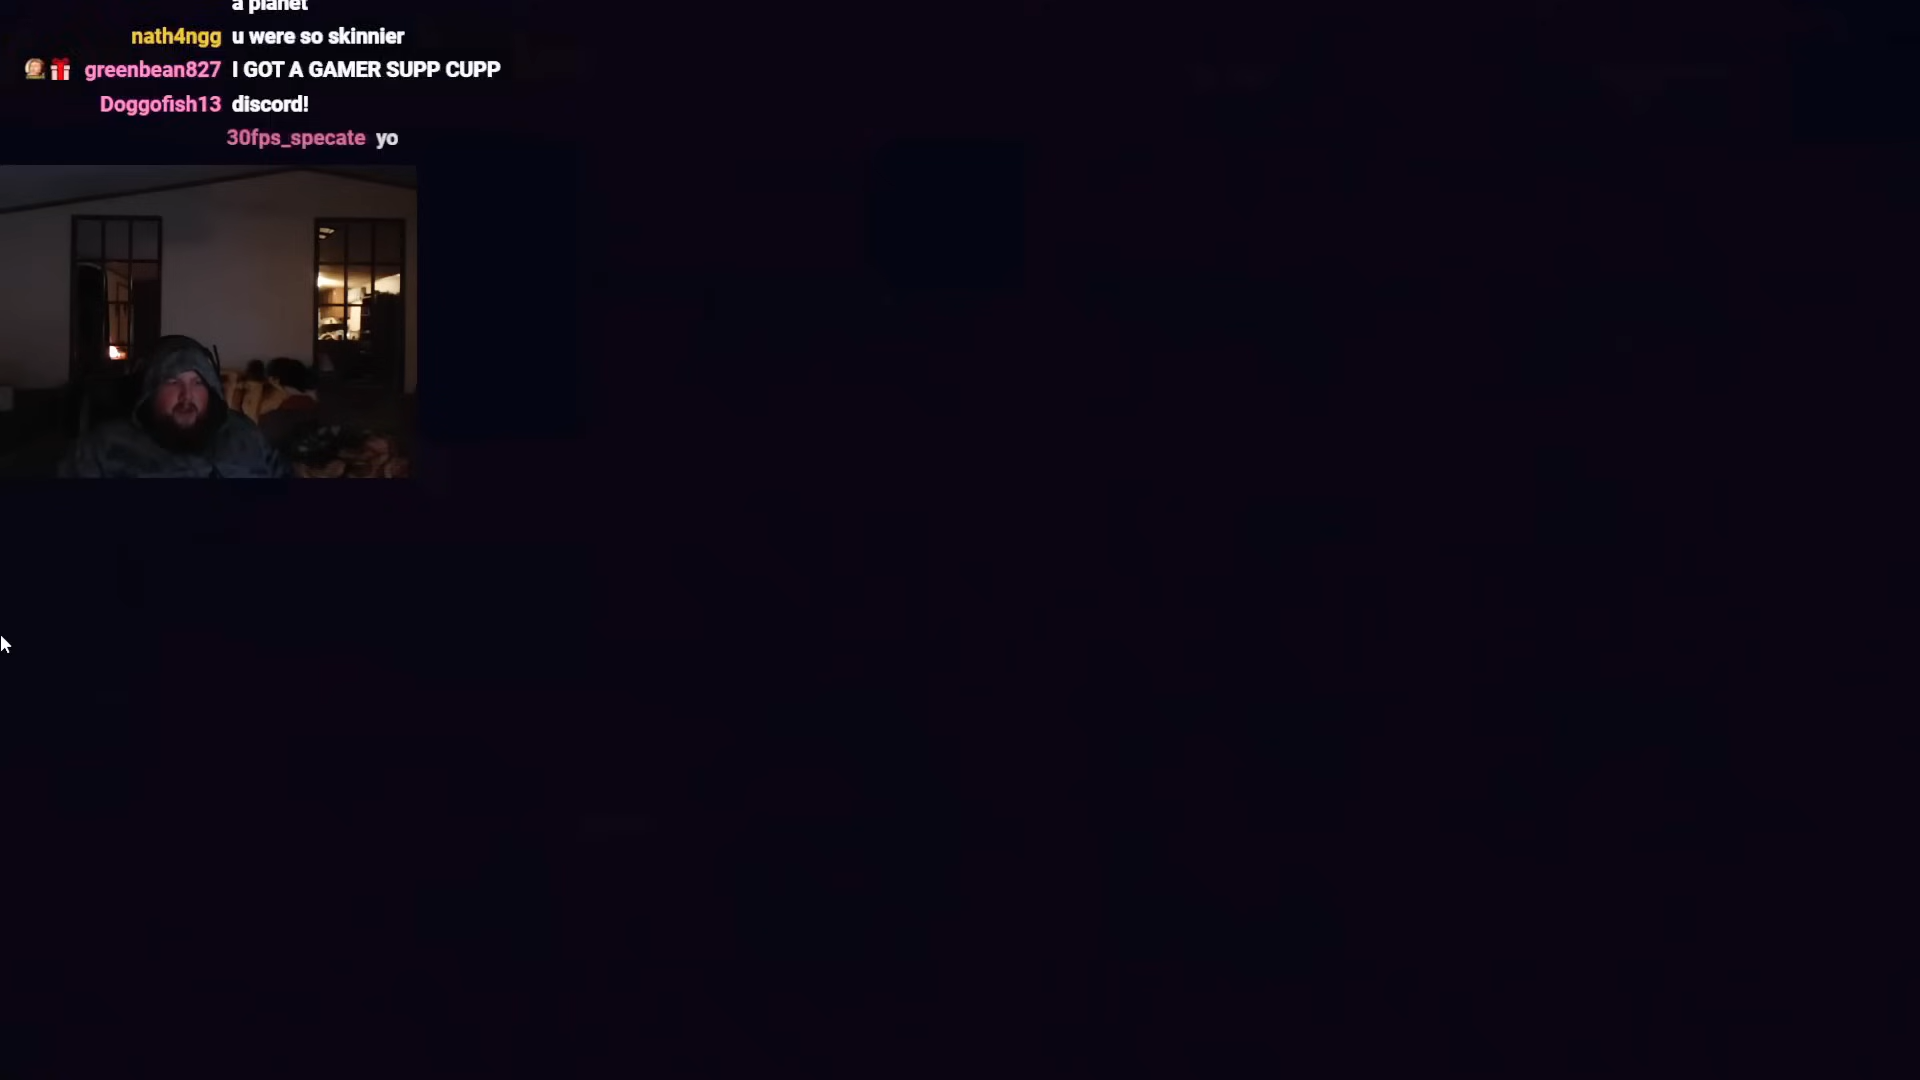 a planet
nath4ngg u were so skinnier
greenbean827 I GOT A GAMER SUPP CUPP
Doggofish13 discord!
30fps_specate yo